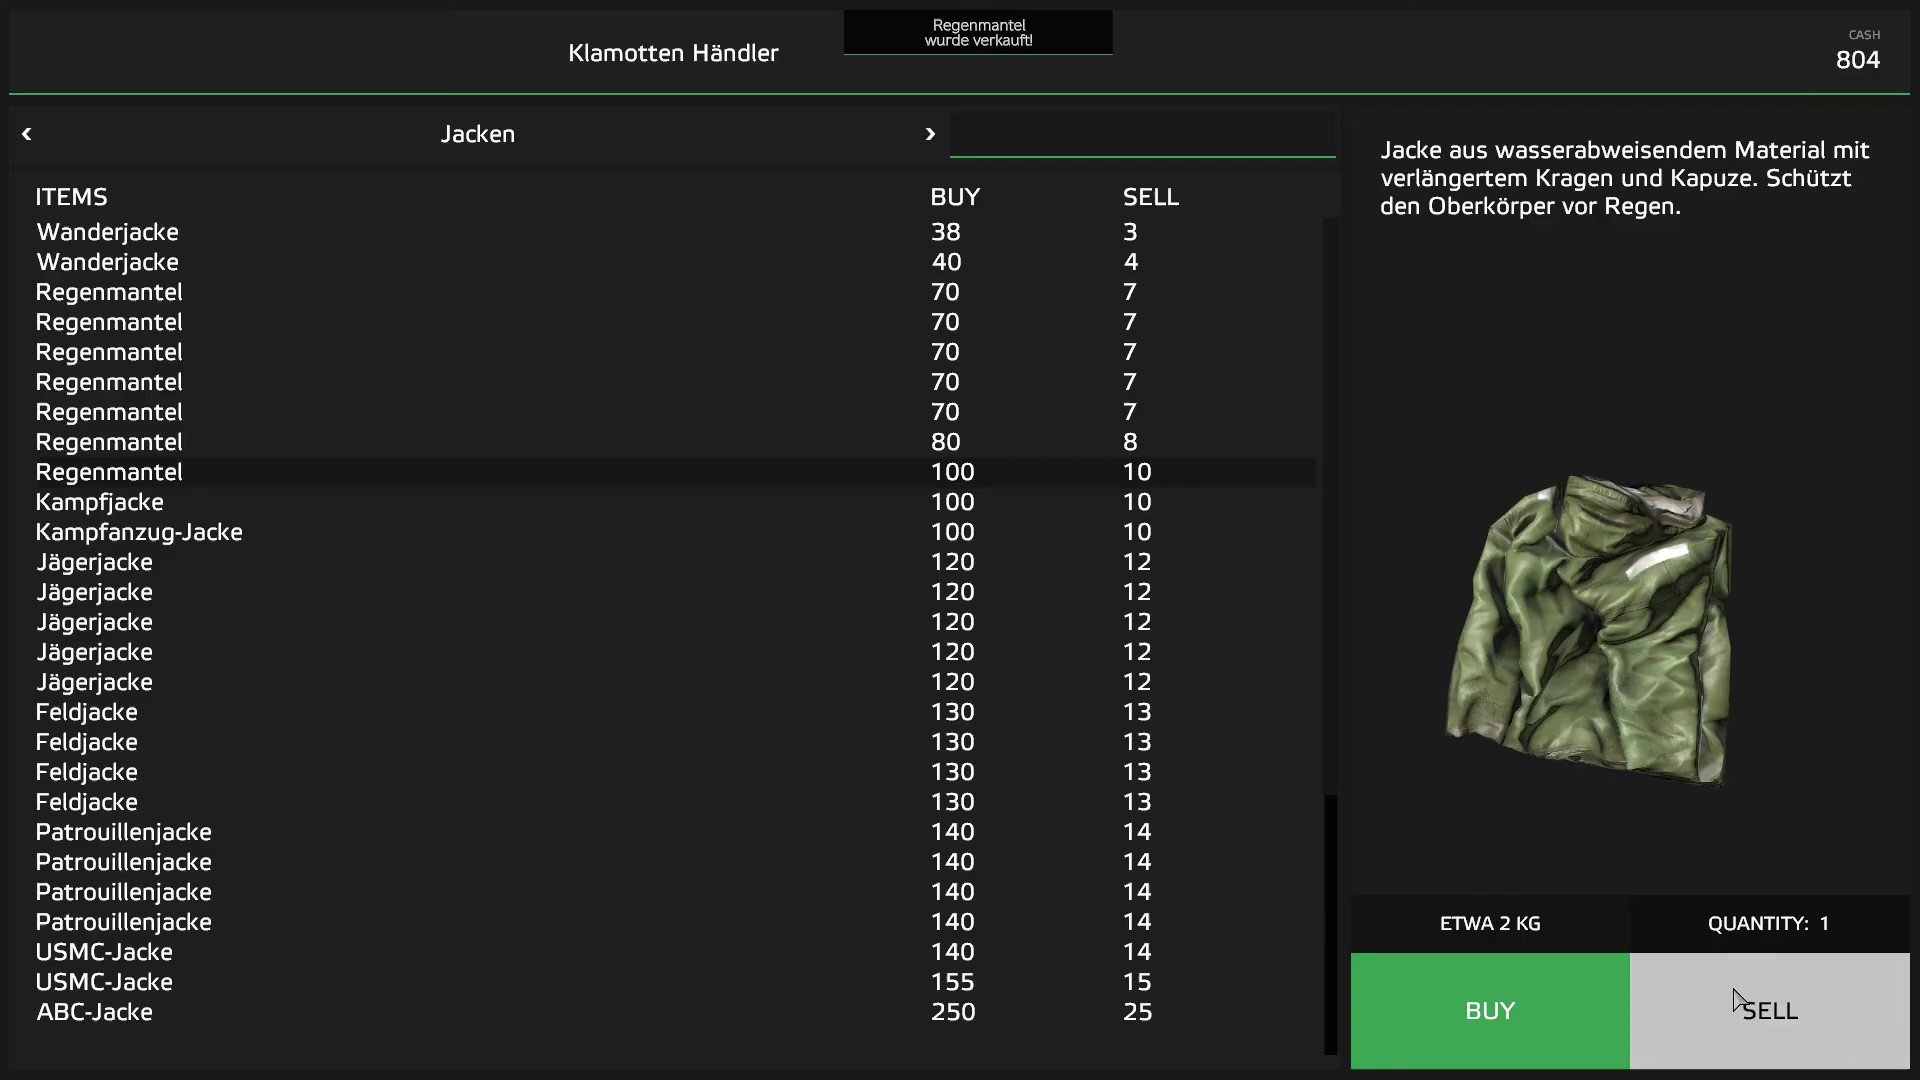 Regenmantel
wurde verkauft!
Klamotten Händler
CASH
804
‹ Jacken ›
ITEMS BUY SELL
Wanderjacke 38 3
Wanderjacke 40 4
Regenmantel 70 7
Regenmantel 70 7
Regenmantel 70 7
Regenmantel 70 7
Regenmantel 70 7
Regenmantel 80 8
Regenmantel 100 10
Kampfjacke 100 10
Kampfanzug-Jacke 100 10
Jägerjacke 120 12
Jägerjacke 120 12
Jägerjacke 120 12
Jägerjacke 120 12
Jägerjacke 120 12
Feldjacke 130 13
Feldjacke 130 13
Feldjacke 130 13
Feldjacke 130 13
Patrouillenjacke 140 14
Patrouillenjacke 140 14
Patrouillenjacke 140 14
Patrouillenjacke 140 14
USMC-Jacke 140 14
USMC-Jacke 155 15
ABC-Jacke 250 25
Jacke aus wasserabweisendem Material mit
verlängertem Kragen und Kapuze. Schützt
den Oberkörper vor Regen.
ETWA 2 KG QUANTITY: 1
BUY SELL